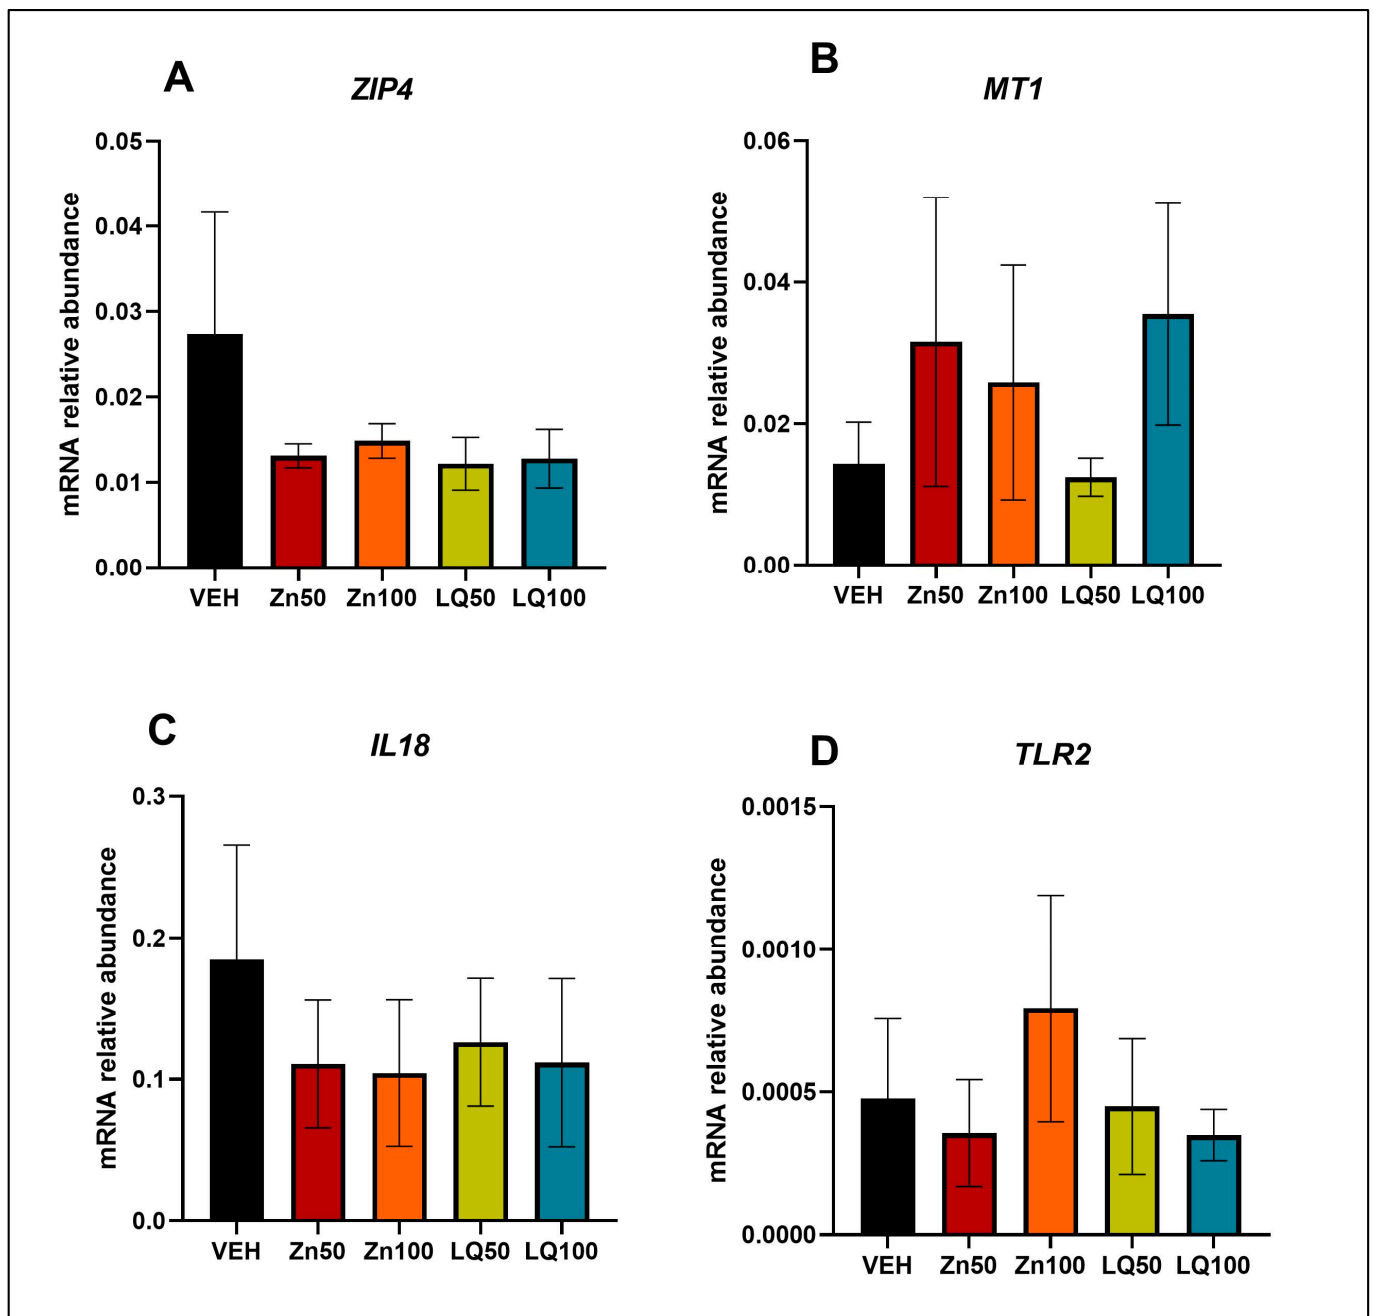 A
ZIP4
mRNA relative abundance
0.05
0.04
0.03
0.02
0.01
0.00
VEH Zn50 Zn100 LQ50 LQ100
B
MT1
mRNA relative abundance
0.06
0.04
0.02
0.00
VEH Zn50 Zn100 LQ50 LQ100
C
IL18
mRNA relative abundance
0.3
0.2
0.1
0.0
VEH Zn50 Zn100 LQ50 LQ100
D
TLR2
mRNA relative abundance
0.0015
0.0010
0.0005
0.0000
VEH Zn50 Zn100 LQ50 LQ100